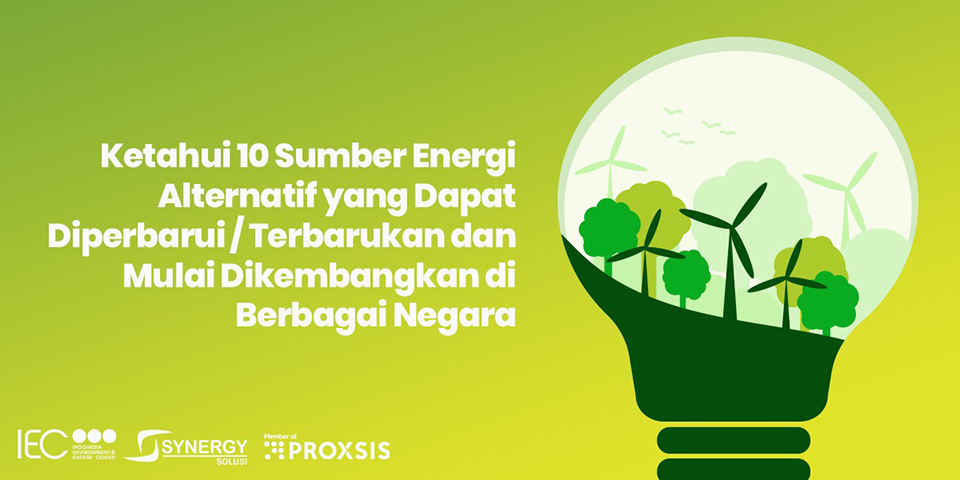 Ketahui 10 Sumber Energi
Alternatif yang Dapat
Diperbarui / Terbarukan dan
Mulai Dikembangkan di
Berbagai Negara
IEC
INDONESIA
ENVIRONMENT &
ENERGY CENTER
SYNERGY
SOLUSI
Member of
PROXSIS